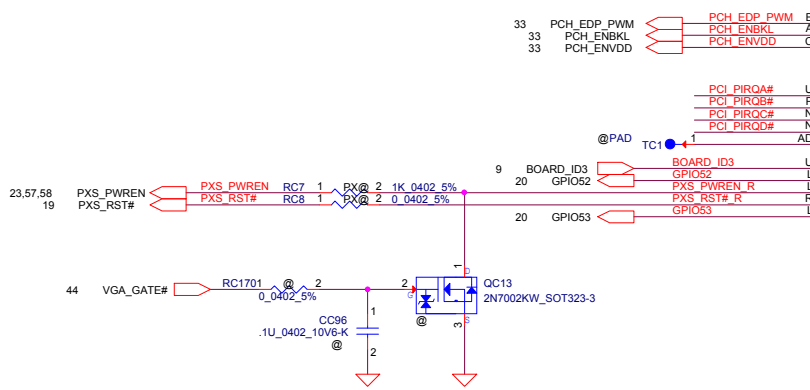 33 PCH_EDP_PWM PCH_EDP_PWM
33 PCH_ENBKL PCH_ENBKL
33 PCH_ENVDD PCH_ENVDD
PCI_PIRQA#
PCI_PIRQB#
PCI_PIRQC# N
PCI_PIRQD# N
@PAD TC1 1 AD
9 BOARD_ID3 BOARD_ID3
20 GPIO52 GPIO52
23,57,58 PXS_PWREN PXS_PWREN RC7 1 PX@ 2 1K_0402_5% PXS_PWREN_R
19 PXS_RST# PXS_RST# RC8 1 PX@ 2 0_0402_5% PXS_RST#_R
20 GPIO53 GPIO53
44 VGA_GATE# RC170 1 @ 2
0_0402_5%
2 G 1 D
3 S
@
QC13
2N7002KW_SOT323-3
1
CC96
.1U_0402_10V6-K
@ 2